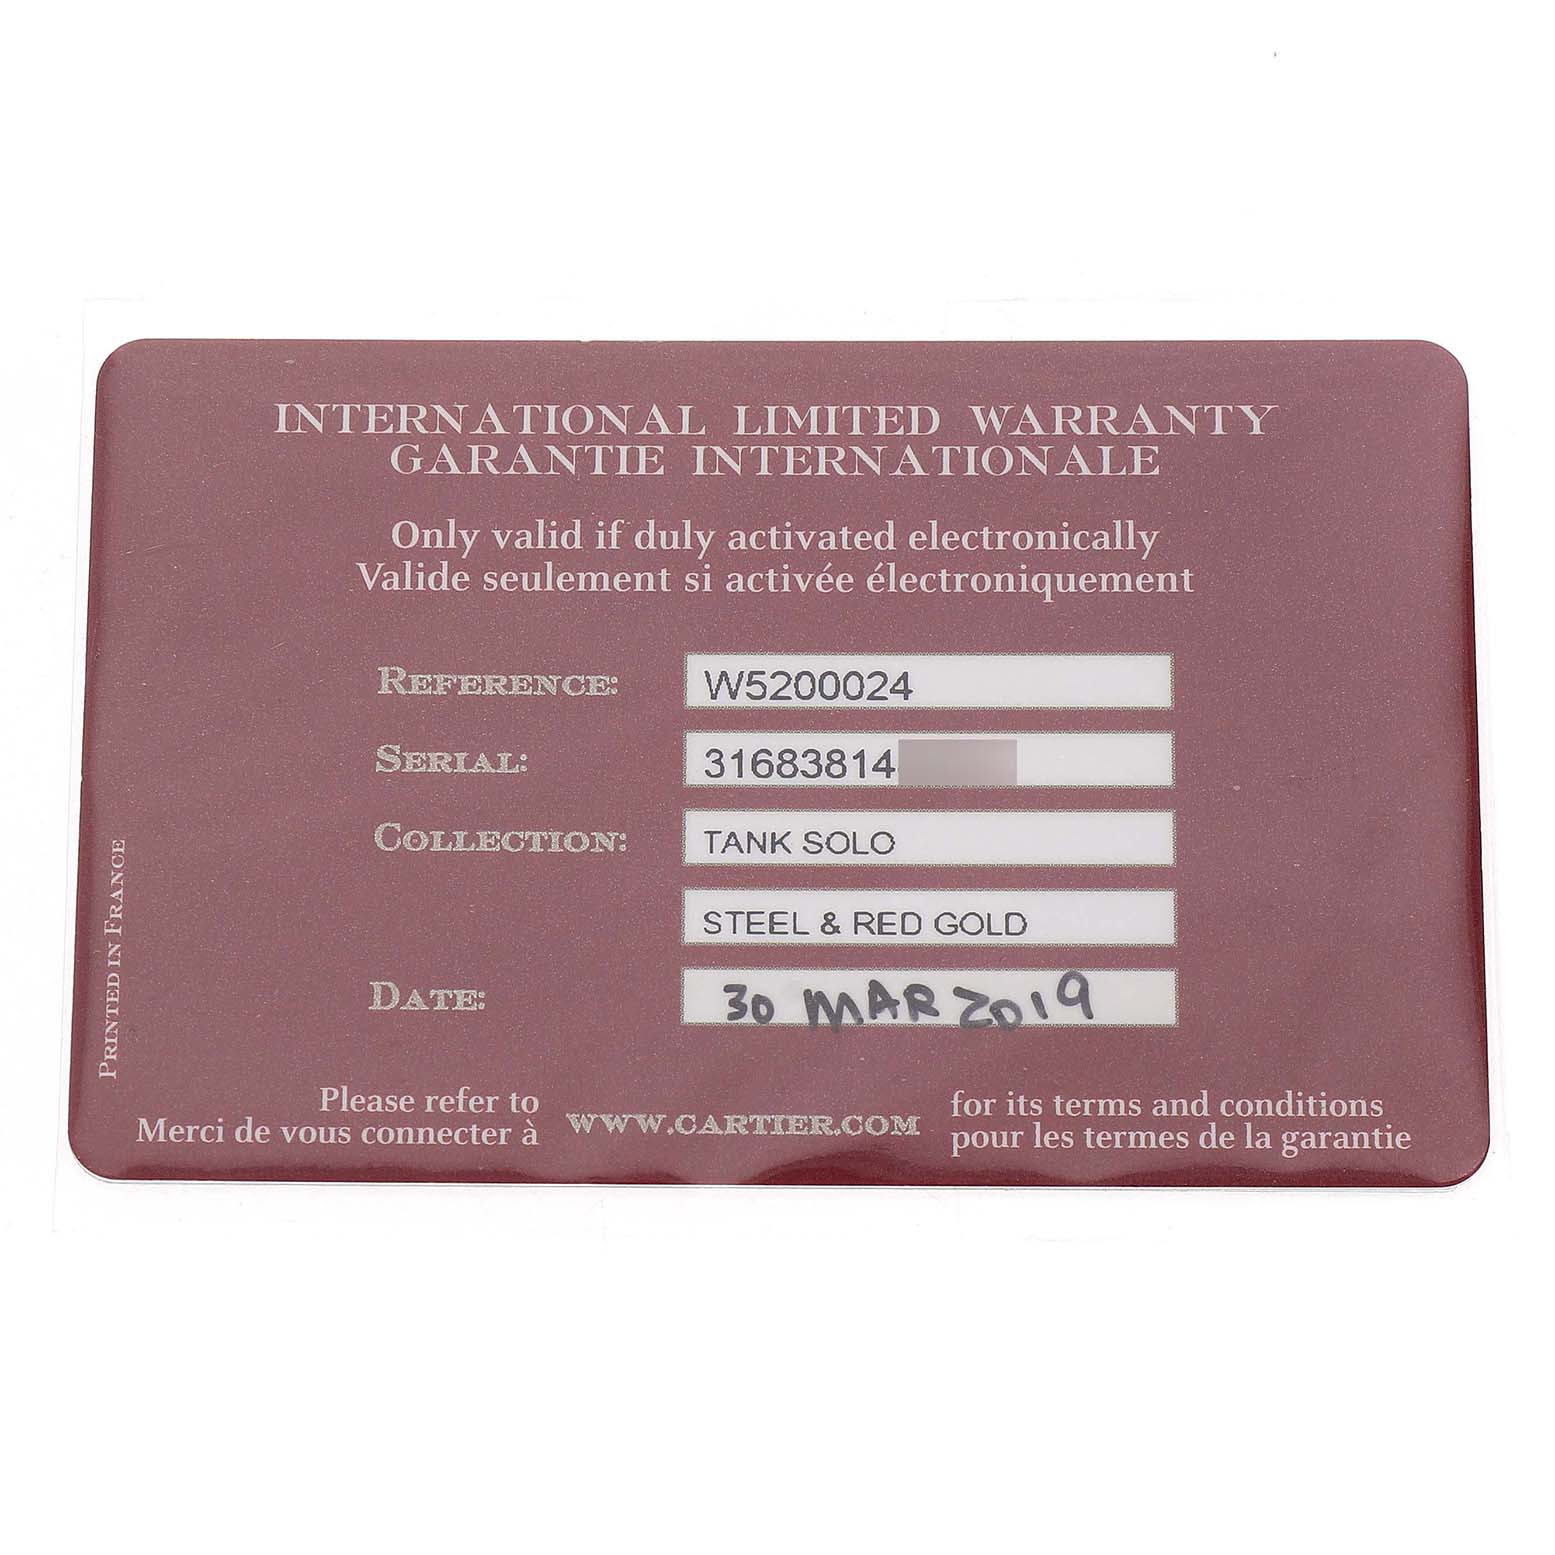 INTERNATIONAL LIMITED WARRANTY
GARANTIE INTERNATIONALE
Only valid if duly activated electronically
Valide seulement si activée électroniquement
REFERENCE: W5200024
SERIAL: 31683814
COLLECTION: TANK SOLO
STEEL & RED GOLD
DATE: 30 MAR 2019
PRINTED IN FRANCE
Please refer to
Merci de vous connecter à
WWW.CARTIER.COM
for its terms and conditions
pour les termes de la garantie